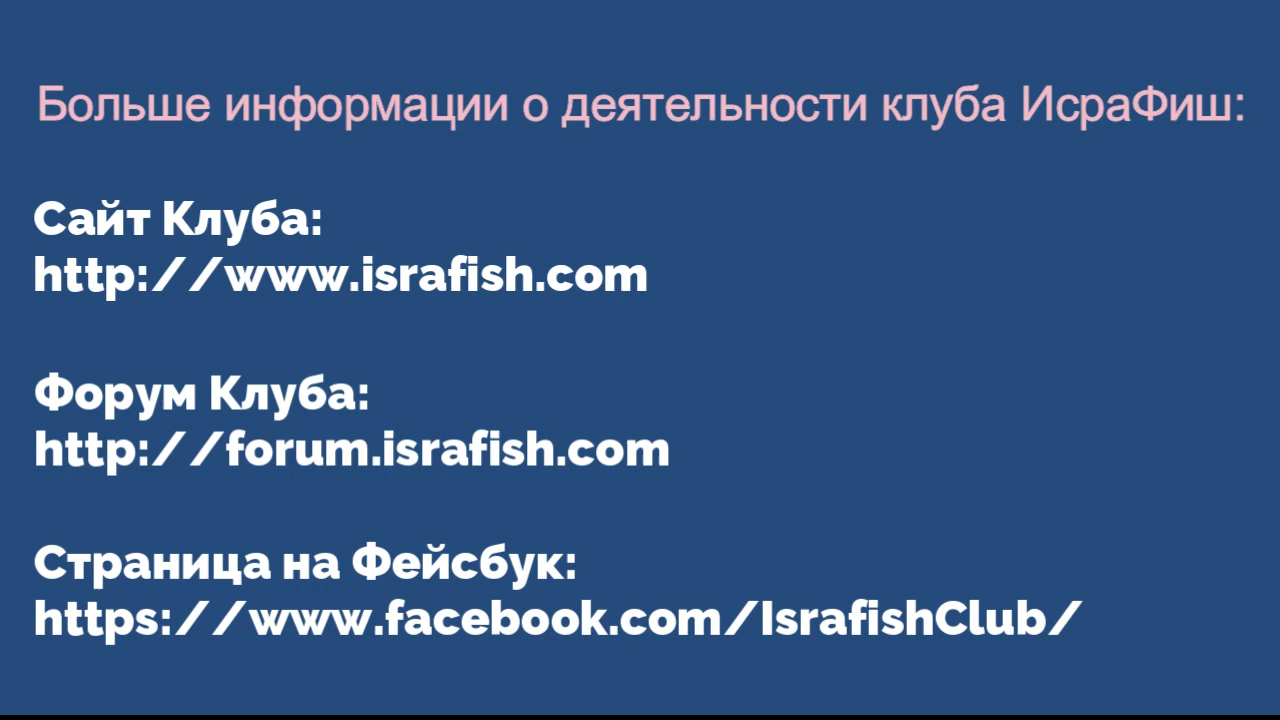 Больше информации о деятельности клуба ИсраФиш:
Сайт Клуба:
http://www.israfish.com
Форум Клуба:
http://forum.israfish.com
Страница на Фейсбук:
https://www.facebook.com/IsrafishClub/